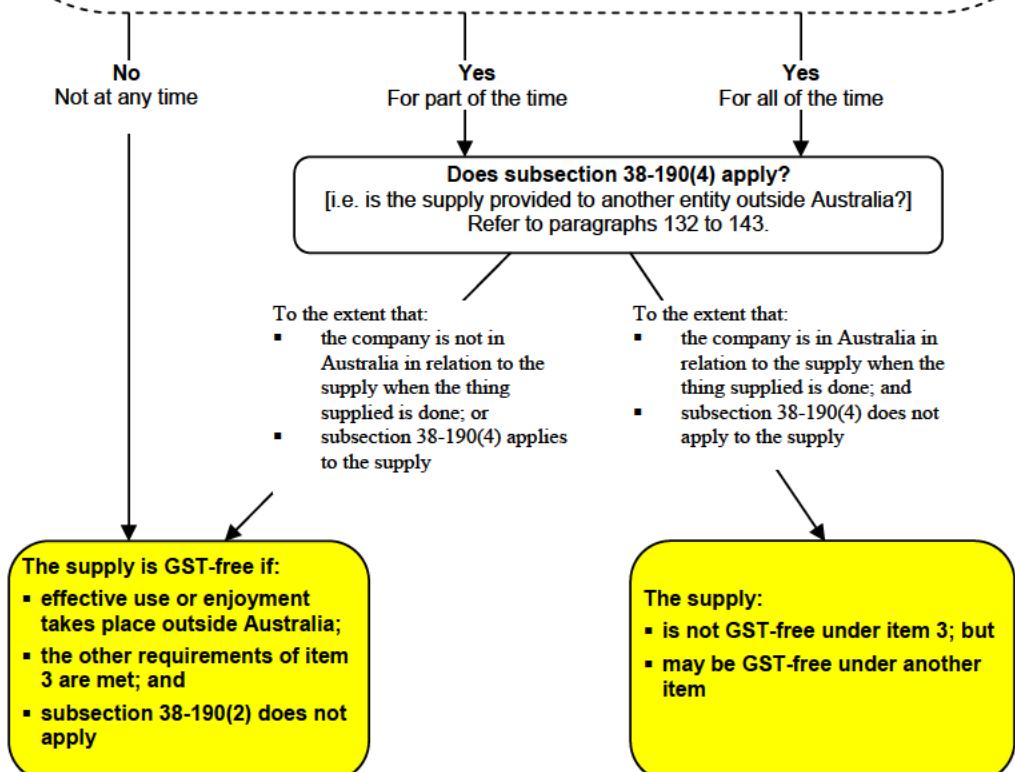 No
Not at any time
Yes
For part of the time
Yes
For all of the time
Does subsection 38-190(4) apply?
[i.e. is the supply provided to another entity outside Australia?]
Refer to paragraphs 132 to 143.
To the extent that:
▪ the company is not in
Australia in relation to the
supply when the thing
supplied is done; or
▪ subsection 38-190(4) applies
to the supply
To the extent that:
▪ the company is in Australia in
relation to the supply when the
thing supplied is done; and
▪ subsection 38-190(4) does not
apply to the supply
The supply is GST-free if:
▪ effective use or enjoyment
takes place outside Australia;
▪ the other requirements of item
3 are met; and
▪ subsection 38-190(2) does not
apply
The supply:
▪ is not GST-free under item 3; but
▪ may be GST-free under another
item